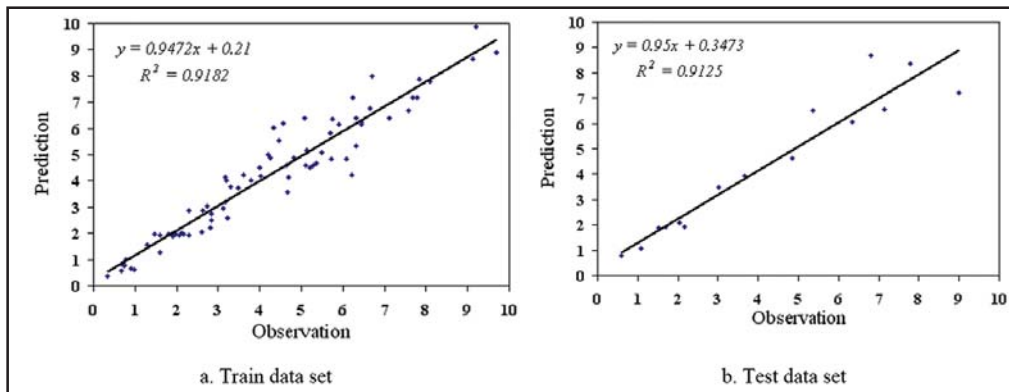 10
9
8
7
6
5
4
3
2
1
0
Prediction
y = 0.9472x + 0.21
R² = 0.9182
0 1 2 3 4 5 6 7 8 9 10
Observation
a. Train data set
10
9
8
7
6
5
4
3
2
1
0
Prediction
y = 0.95x + 0.3473
R² = 0.9125
0 1 2 3 4 5 6 7 8 9 10
Observation
b. Test data set